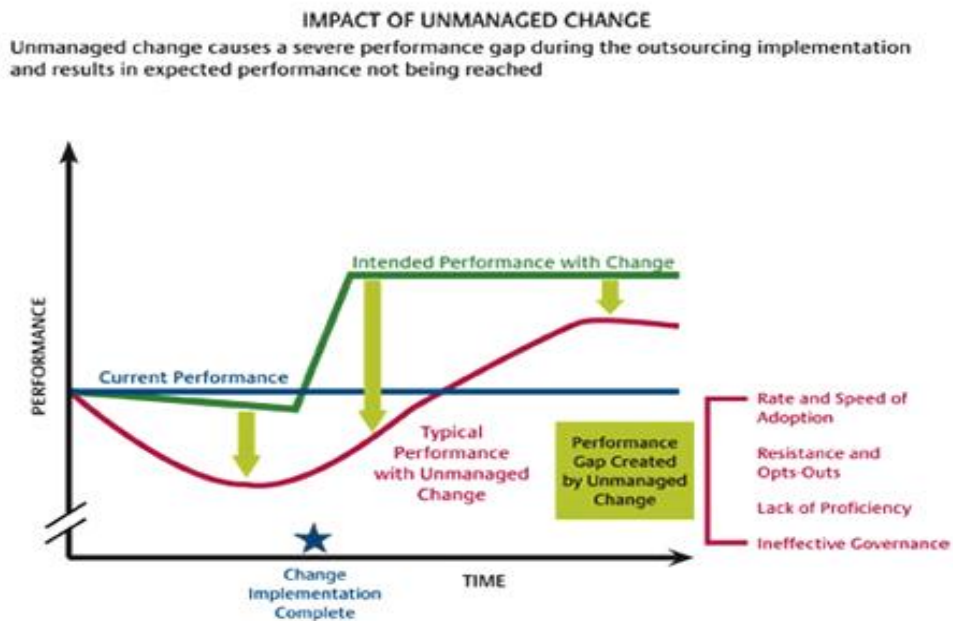 IMPACT OF UNMANAGED CHANGE
Unmanaged change causes a severe performance gap during the outsourcing implementation
and results in expected performance not being reached
Intended Performance with Change
PERFORMANCE
Current Performance
Typical
Performance
with Unmanaged
Change
Performance
Gap Created
by Unmanaged
Change
Rate and Speed of
Adoption
Resistance and
Opts-Outs
Lack of Proficiency
Ineffective Governance
Change
Implementation
Complete
TIME